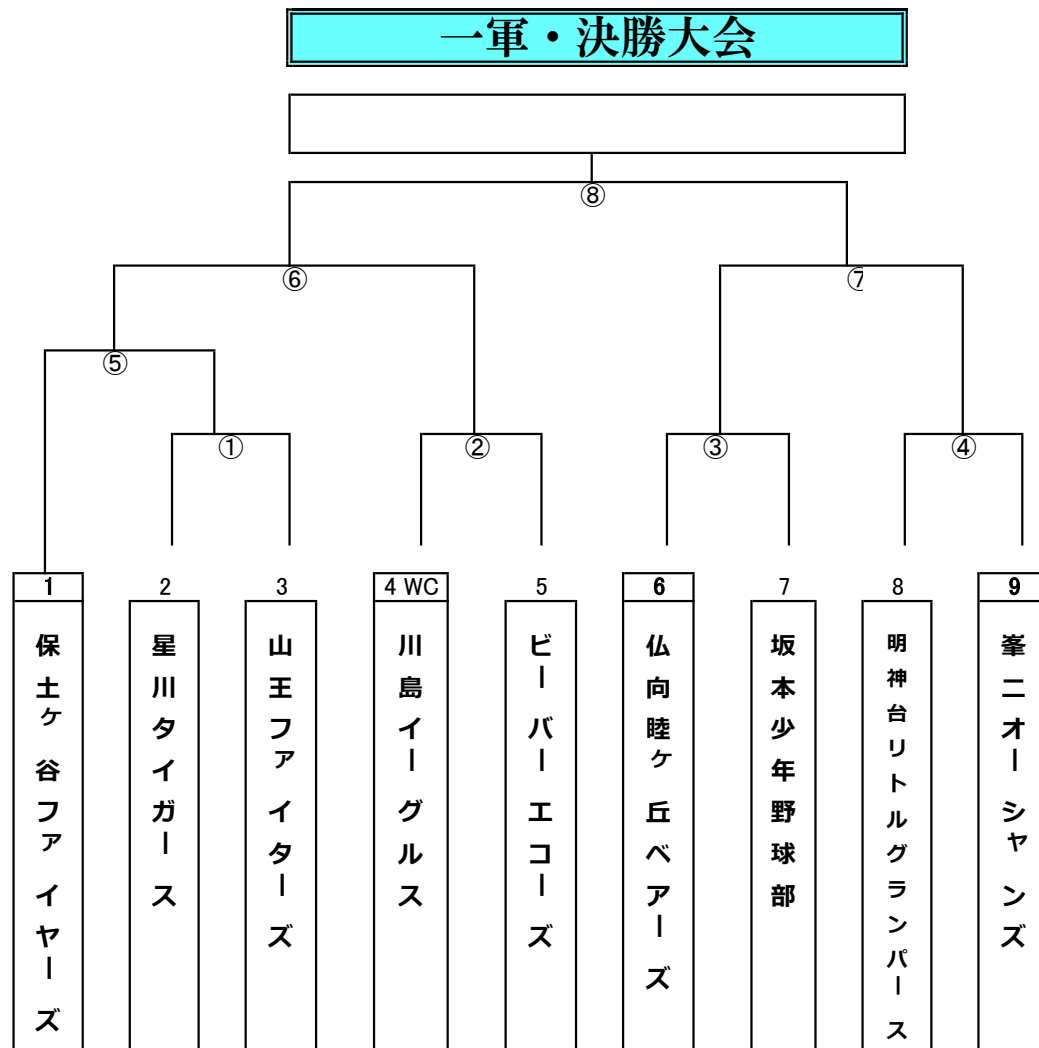 一軍・決勝大会
⑧
⑥
⑦
⑤
①
②
③
④
1
2
3
4 WC
5
6
7
8
9
保土ヶ谷ファイヤーズ
星川タイガース
山王ファイターズ
川島イーグルス
ビーバーエコーズ
仏向睦ヶ丘ベアーズ
坂本少年野球部
明神台リトルグランパース
峯二オーシャンズ